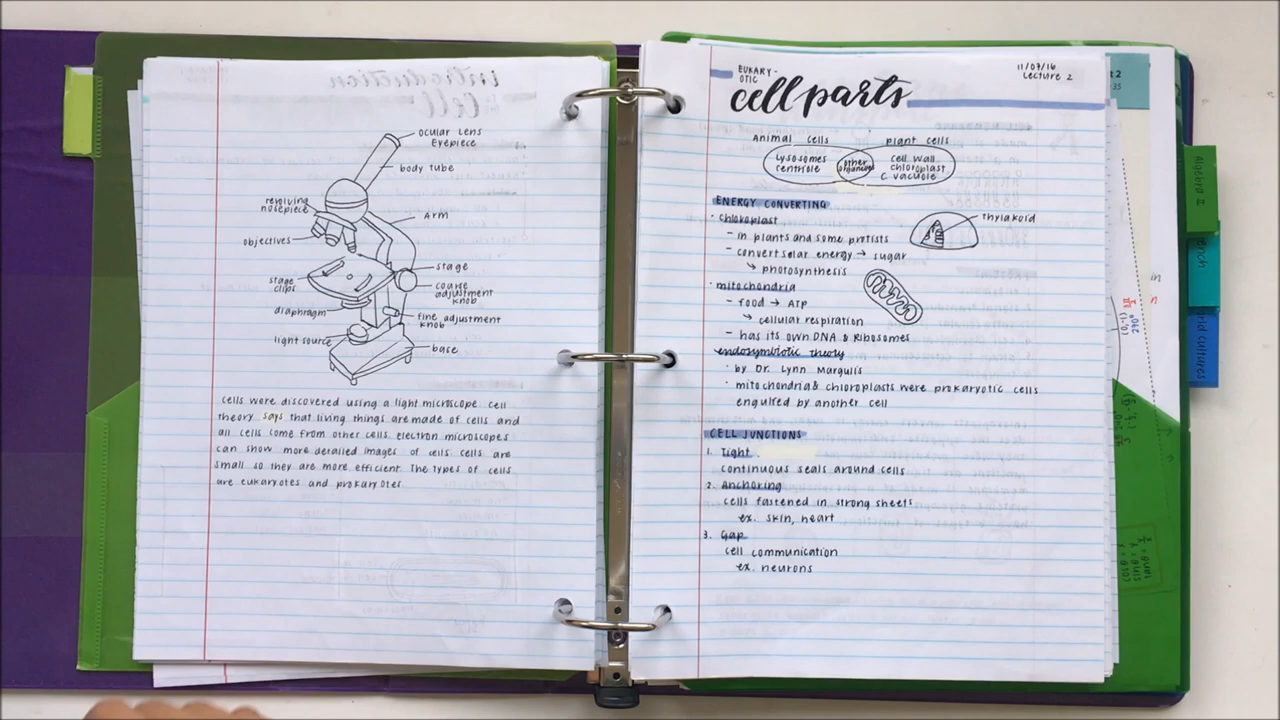 ocular lens
Eyepiece
body tube
revolving
nosepiece
Arm
objectives
stage
stage
clips
coarse
adjustment
knob
diaphragm
fine adjustment
knob
light source
base
cells were discovered using a light microscope. cell
theory says that living things are made of cells and
all cells come from other cells. electron microscopes
can show more detailed images of cells. cells are
small so they are more efficient. The types of cells
are eukaryotes and prokaryotes.
EUKARY-
OTIC
cell parts
11/07/16
Lecture 2
Animal cells
plant cells
Lysosomes
centriole
other
organelles
cell wall
chloroplast
C. vacuole
ENERGY CONVERTING
· chloroplast
thylakoid
- in plants and some protists
- convert solar energy → sugar
↳ photosynthesis
· mitochondria
- food → ATP
↳ cellular respiration
- has its own DNA & Ribosomes
endosymbiotic theory
· by Dr. Lynn Margulis
· mitochondria & chloroplasts were prokaryotic cells
engulfed by another cell
CELL JUNCTIONS
1. Tight
continuous seals around cells
2. Anchoring
cells fastened in strong sheets
ex. skin, heart
3. Gap
cell communication
ex. neurons
Algebra II